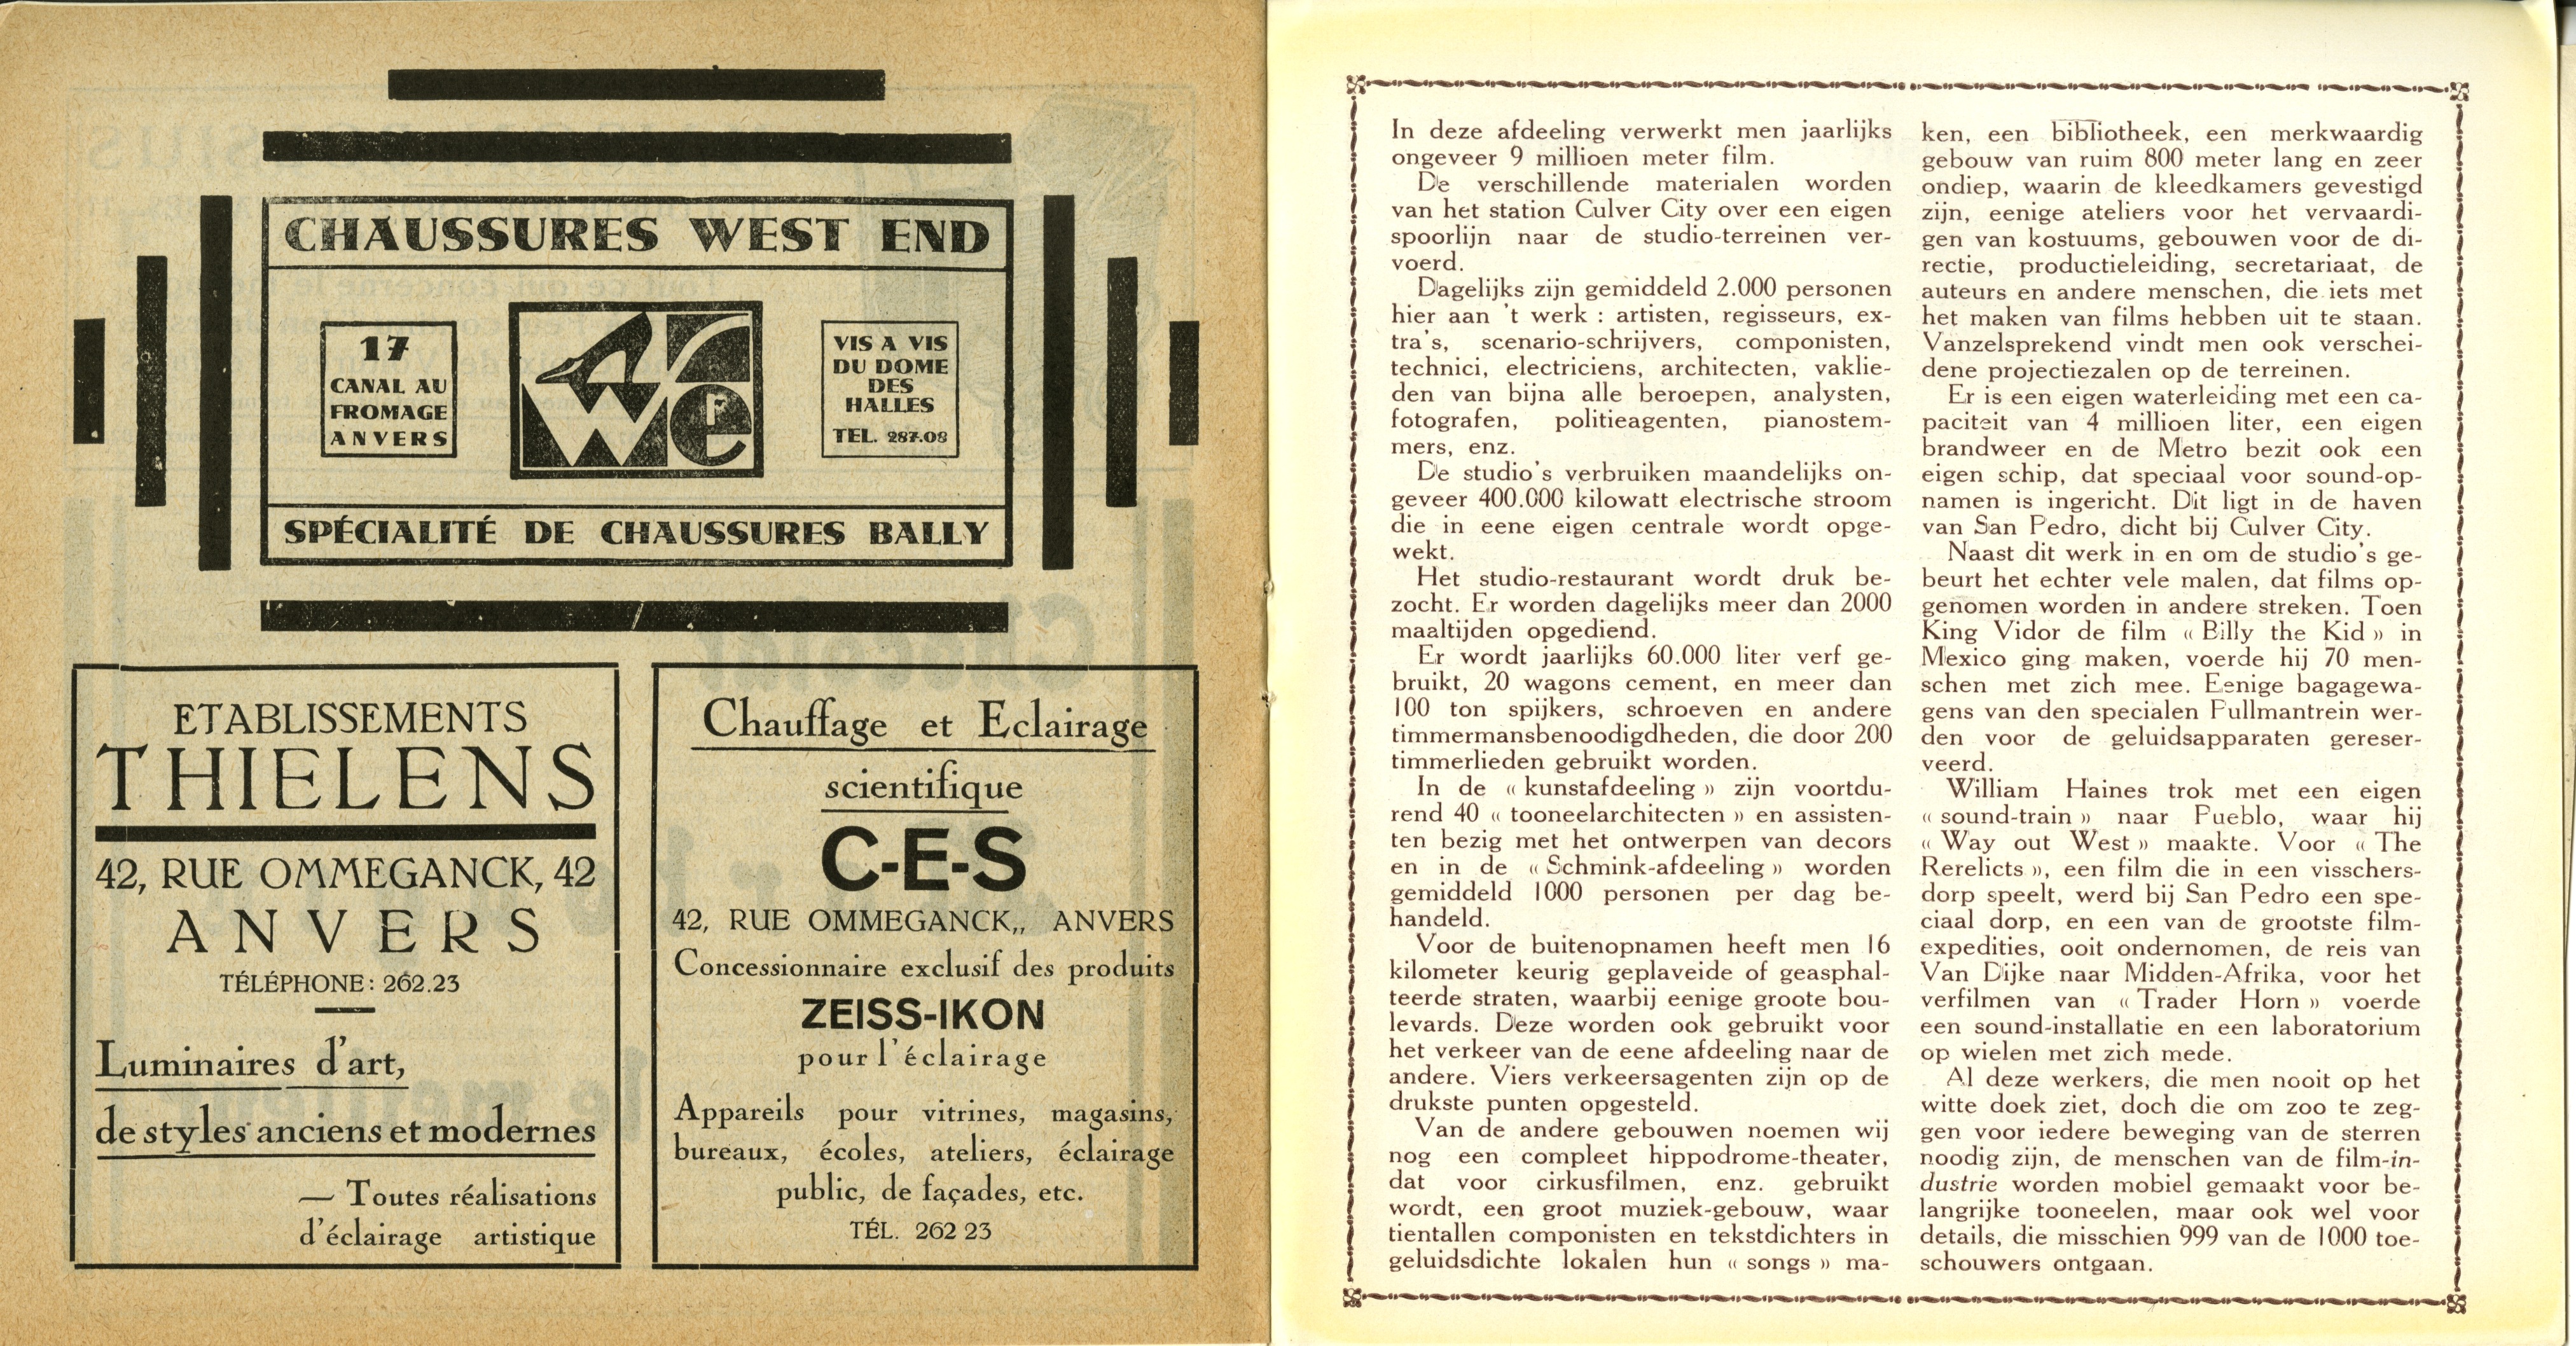 CHAUSSURES WEST END
17
CANAL AU
FROMAGE
ANVERS
W F e
VIS A VIS
DU DOME
DES
HALLES
TEL. 287.08
SPÉCIALITÉ DE CHAUSSURES BALLY
ETABLISSEMENTS
THIELENS
42, RUE OMMEGANCK, 42
ANVERS
TÉLÉPHONE: 262.23
Luminaires d'art,
de styles anciens et modernes
— Toutes réalisations
d'éclairage artistique
Chauffage et Eclairage
scientifique
C-E-S
42, RUE OMMEGANCK,, ANVERS
Concessionnaire exclusif des produits
ZEISS-IKON
pour l'éclairage
Appareils pour vitrines, magasins,
bureaux, écoles, ateliers, éclairage
public, de façades, etc.
TÉL. 262 23
In deze afdeeling verwerkt men jaarlijks
ongeveer 9 millioen meter film.
De verschillende materialen worden
van het station Culver City over een eigen
spoorlijn naar de studio-terreinen ver-
voerd.
Dagelijks zijn gemiddeld 2.000 personen
hier aan 't werk : artisten, regisseurs, ex-
tra's, scenario-schrijvers, componisten,
technici, electriciens, architecten, vaklie-
den van bijna alle beroepen, analysten,
fotografen, politieagenten, pianostem-
mers, enz.
De studio's verbruiken maandelijks on-
geveer 400.000 kilowatt electrische stroom
die in eene eigen centrale wordt opge-
wekt.
Het studio-restaurant wordt druk be-
zocht. Er worden dagelijks meer dan 2000
maaltijden opgediend.
Er wordt jaarlijks 60.000 liter verf ge-
bruikt, 20 wagons cement, en meer dan
100 ton spijkers, schroeven en andere
timmermansbenoodigdheden, die door 200
timmerlieden gebruikt worden.
In de « kunstafdeeling » zijn voortdu-
rend 40 « tooneelarchitecten » en assisten-
ten bezig met het ontwerpen van decors
en in de « Schmink-afdeeling » worden
gemiddeld 1000 personen per dag be-
handeld.
Voor de buitenopnamen heeft men 16
kilometer keurig geplaveide of geasphal-
teerde straten, waarbij eenige groote bou-
levards. Deze worden ook gebruikt voor
het verkeer van de eene afdeeling naar de
andere. Viers verkeersagenten zijn op de
drukste punten opgesteld.
Van de andere gebouwen noemen wij
nog een compleet hippodrome-theater,
dat voor cirkusfilmen, enz. gebruikt
wordt, een groot muziek-gebouw, waar
tientallen componisten en tekstdichters in
geluidsdichte lokalen hun « songs » ma-
ken, een bibliotheek, een merkwaardig
gebouw van ruim 800 meter lang en zeer
ondiep, waarin de kleedkamers gevestigd
zijn, eenige ateliers voor het vervaardi-
gen van kostuums, gebouwen voor de di-
rectie, productieleiding, secretariaat, de
auteurs en andere menschen, die iets met
het maken van films hebben uit te staan.
Vanzelsprekend vindt men ook verschei-
dene projectiezalen op de terreinen.
Er is een eigen waterleiding met een ca-
paciteit van 4 millioen liter, een eigen
brandweer en de Metro bezit ook een
eigen schip, dat speciaal voor sound-op-
namen is ingericht. Dit ligt in de haven
van San Pedro, dicht bij Culver City.
Naast dit werk in en om de studio's ge-
beurt het echter vele malen, dat films op-
genomen worden in andere streken. Toen
King Vidor de film « Billy the Kid » in
Mexico ging maken, voerde hij 70 men-
schen met zich mee. Eenige bagagewa-
gens van den specialen Pullmantrein wer-
den voor de geluidsapparaten gereser-
veerd.
William Haines trok met een eigen
« sound-train » naar Pueblo, waar hij
« Way out West » maakte. Voor « The
Rerelicts », een film die in een visschers-
dorp speelt, werd bij San Pedro een spe-
ciaal dorp, en een van de grootste film-
expedities, ooit ondernomen, de reis van
Van Dijke naar Midden-Afrika, voor het
verfilmen van « Trader Horn » voerde
een sound-installatie en een laboratorium
op wielen met zich mede.
Al deze werkers, die men nooit op het
witte doek ziet, doch die om zoo te zeg-
gen voor iedere beweging van de sterren
noodig zijn, de menschen van de film-in-
dustrie worden mobiel gemaakt voor be-
langrijke tooneelen, maar ook wel voor
details, die misschien 999 van de 1000 toe-
schouwers ontgaan.